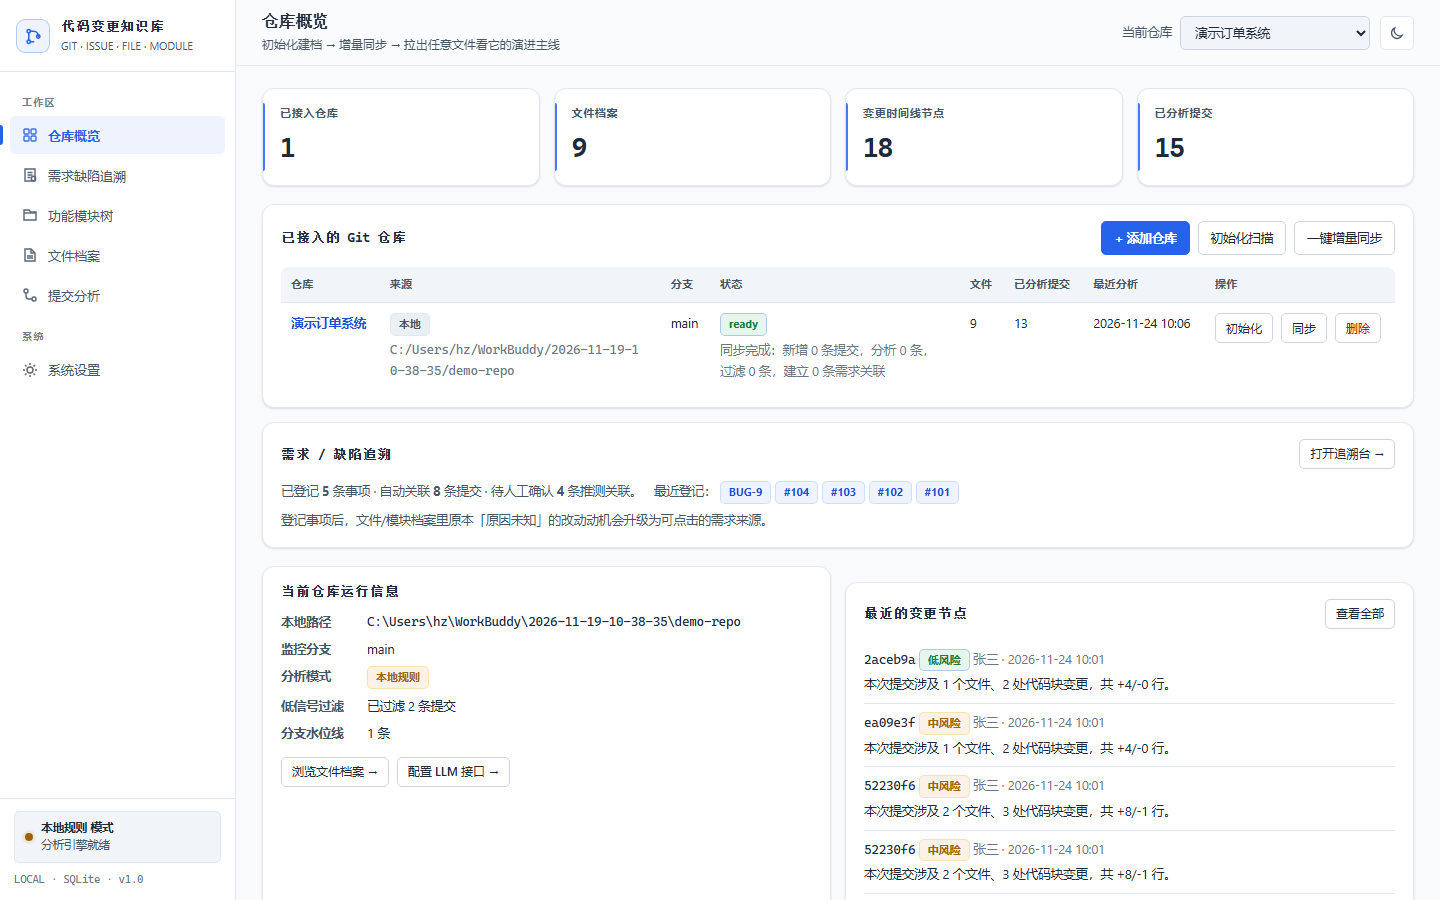 代码变更知识库
GIT · ISSUE · FILE · MODULE
工作区
仓库概览
需求缺陷追溯
功能模块树
文件档案
提交分析
系统
系统设置
本地规则 模式
分析引擎就绪
LOCAL · SQLite · v1.0
仓库概览
初始化建档 → 增量同步 → 拉出任意文件看它的演进主线
当前仓库
演示订单系统
已接入仓库
1
文件档案
9
变更时间线节点
18
已分析提交
15
已接入的 Git 仓库
+ 添加仓库
初始化扫描
一键增量同步
仓库 来源 分支 状态 文件 已分析提交 最近分析 操作
演示订单系统 本地 main ready 9 13 2026-11-24 10:06 初始化 同步 删除
C:/Users/hz/WorkBuddy/2026-11-19-1
0-38-35/demo-repo
同步完成：新增 0 条提交，分析 0 条，
过滤 0 条，建立 0 条需求关联
需求 / 缺陷追溯
打开追溯台 →
已登记 5 条事项 · 自动关联 8 条提交 · 待人工确认 4 条推测关联。 最近登记： BUG-9 #104 #103 #102 #101
登记事项后，文件/模块档案里原本「原因未知」的改动动机会升级为可点击的需求来源。
当前仓库运行信息
本地路径 C:\Users\hz\WorkBuddy\2026-11-19-10-38-35\demo-repo
监控分支 main
分析模式 本地规则
低信号过滤 已过滤 2 条提交
分支水位线 1 条
浏览文件档案 →
配置 LLM 接口 →
最近的变更节点
查看全部
2aceb9a 低风险 张三 · 2026-11-24 10:01
本次提交涉及 1 个文件、2 处代码块变更，共 +4/-0 行。
ea09e3f 中风险 张三 · 2026-11-24 10:01
本次提交涉及 1 个文件、2 处代码块变更，共 +4/-0 行。
52230f6 中风险 张三 · 2026-11-24 10:01
本次提交涉及 2 个文件、3 处代码块变更，共 +8/-1 行。
52230f6 中风险 张三 · 2026-11-24 10:01
本次提交涉及 2 个文件、3 处代码块变更，共 +8/-1 行。